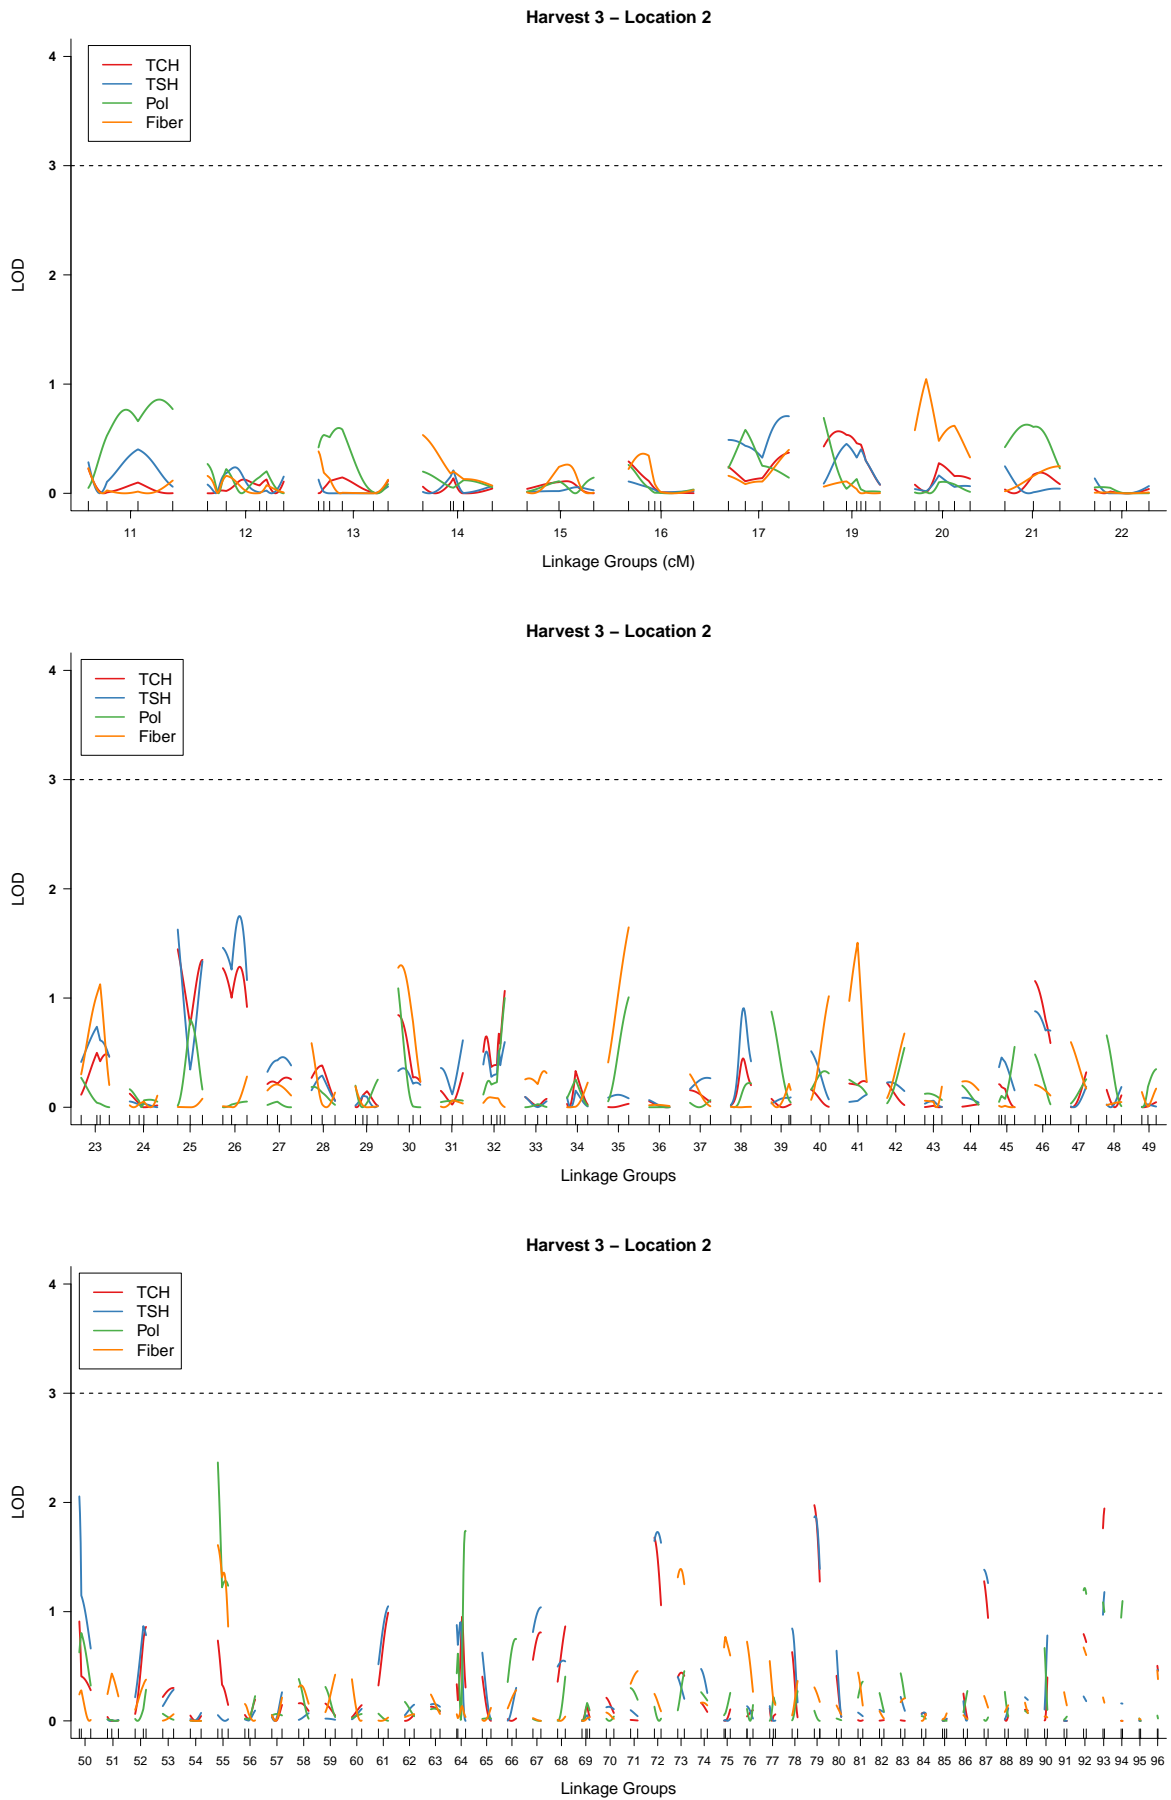 Harvest 3 – Location 2
4
3
2
1
0
LOD
TCH
TSH
Pol
Fiber
11 12 13 14 15 16 17 19 20 21 22
Linkage Groups (cM)
Harvest 3 – Location 2
4
3
2
1
0
LOD
TCH
TSH
Pol
Fiber
23 24 25 26 27 28 29 30 31 32 33 34 35 36 37 38 39 40 41 42 43 44 45 46 47 48 49
Linkage Groups
Harvest 3 – Location 2
4
3
2
1
0
LOD
TCH
TSH
Pol
Fiber
50 51 52 53 54 55 56 57 58 59 60 61 62 63 64 65 66 67 68 69 70 71 72 73 74 75 76 77 78 79 80 81 82 83 84 85 86 87 88 89 90 91 92 93 94 95 96
Linkage Groups